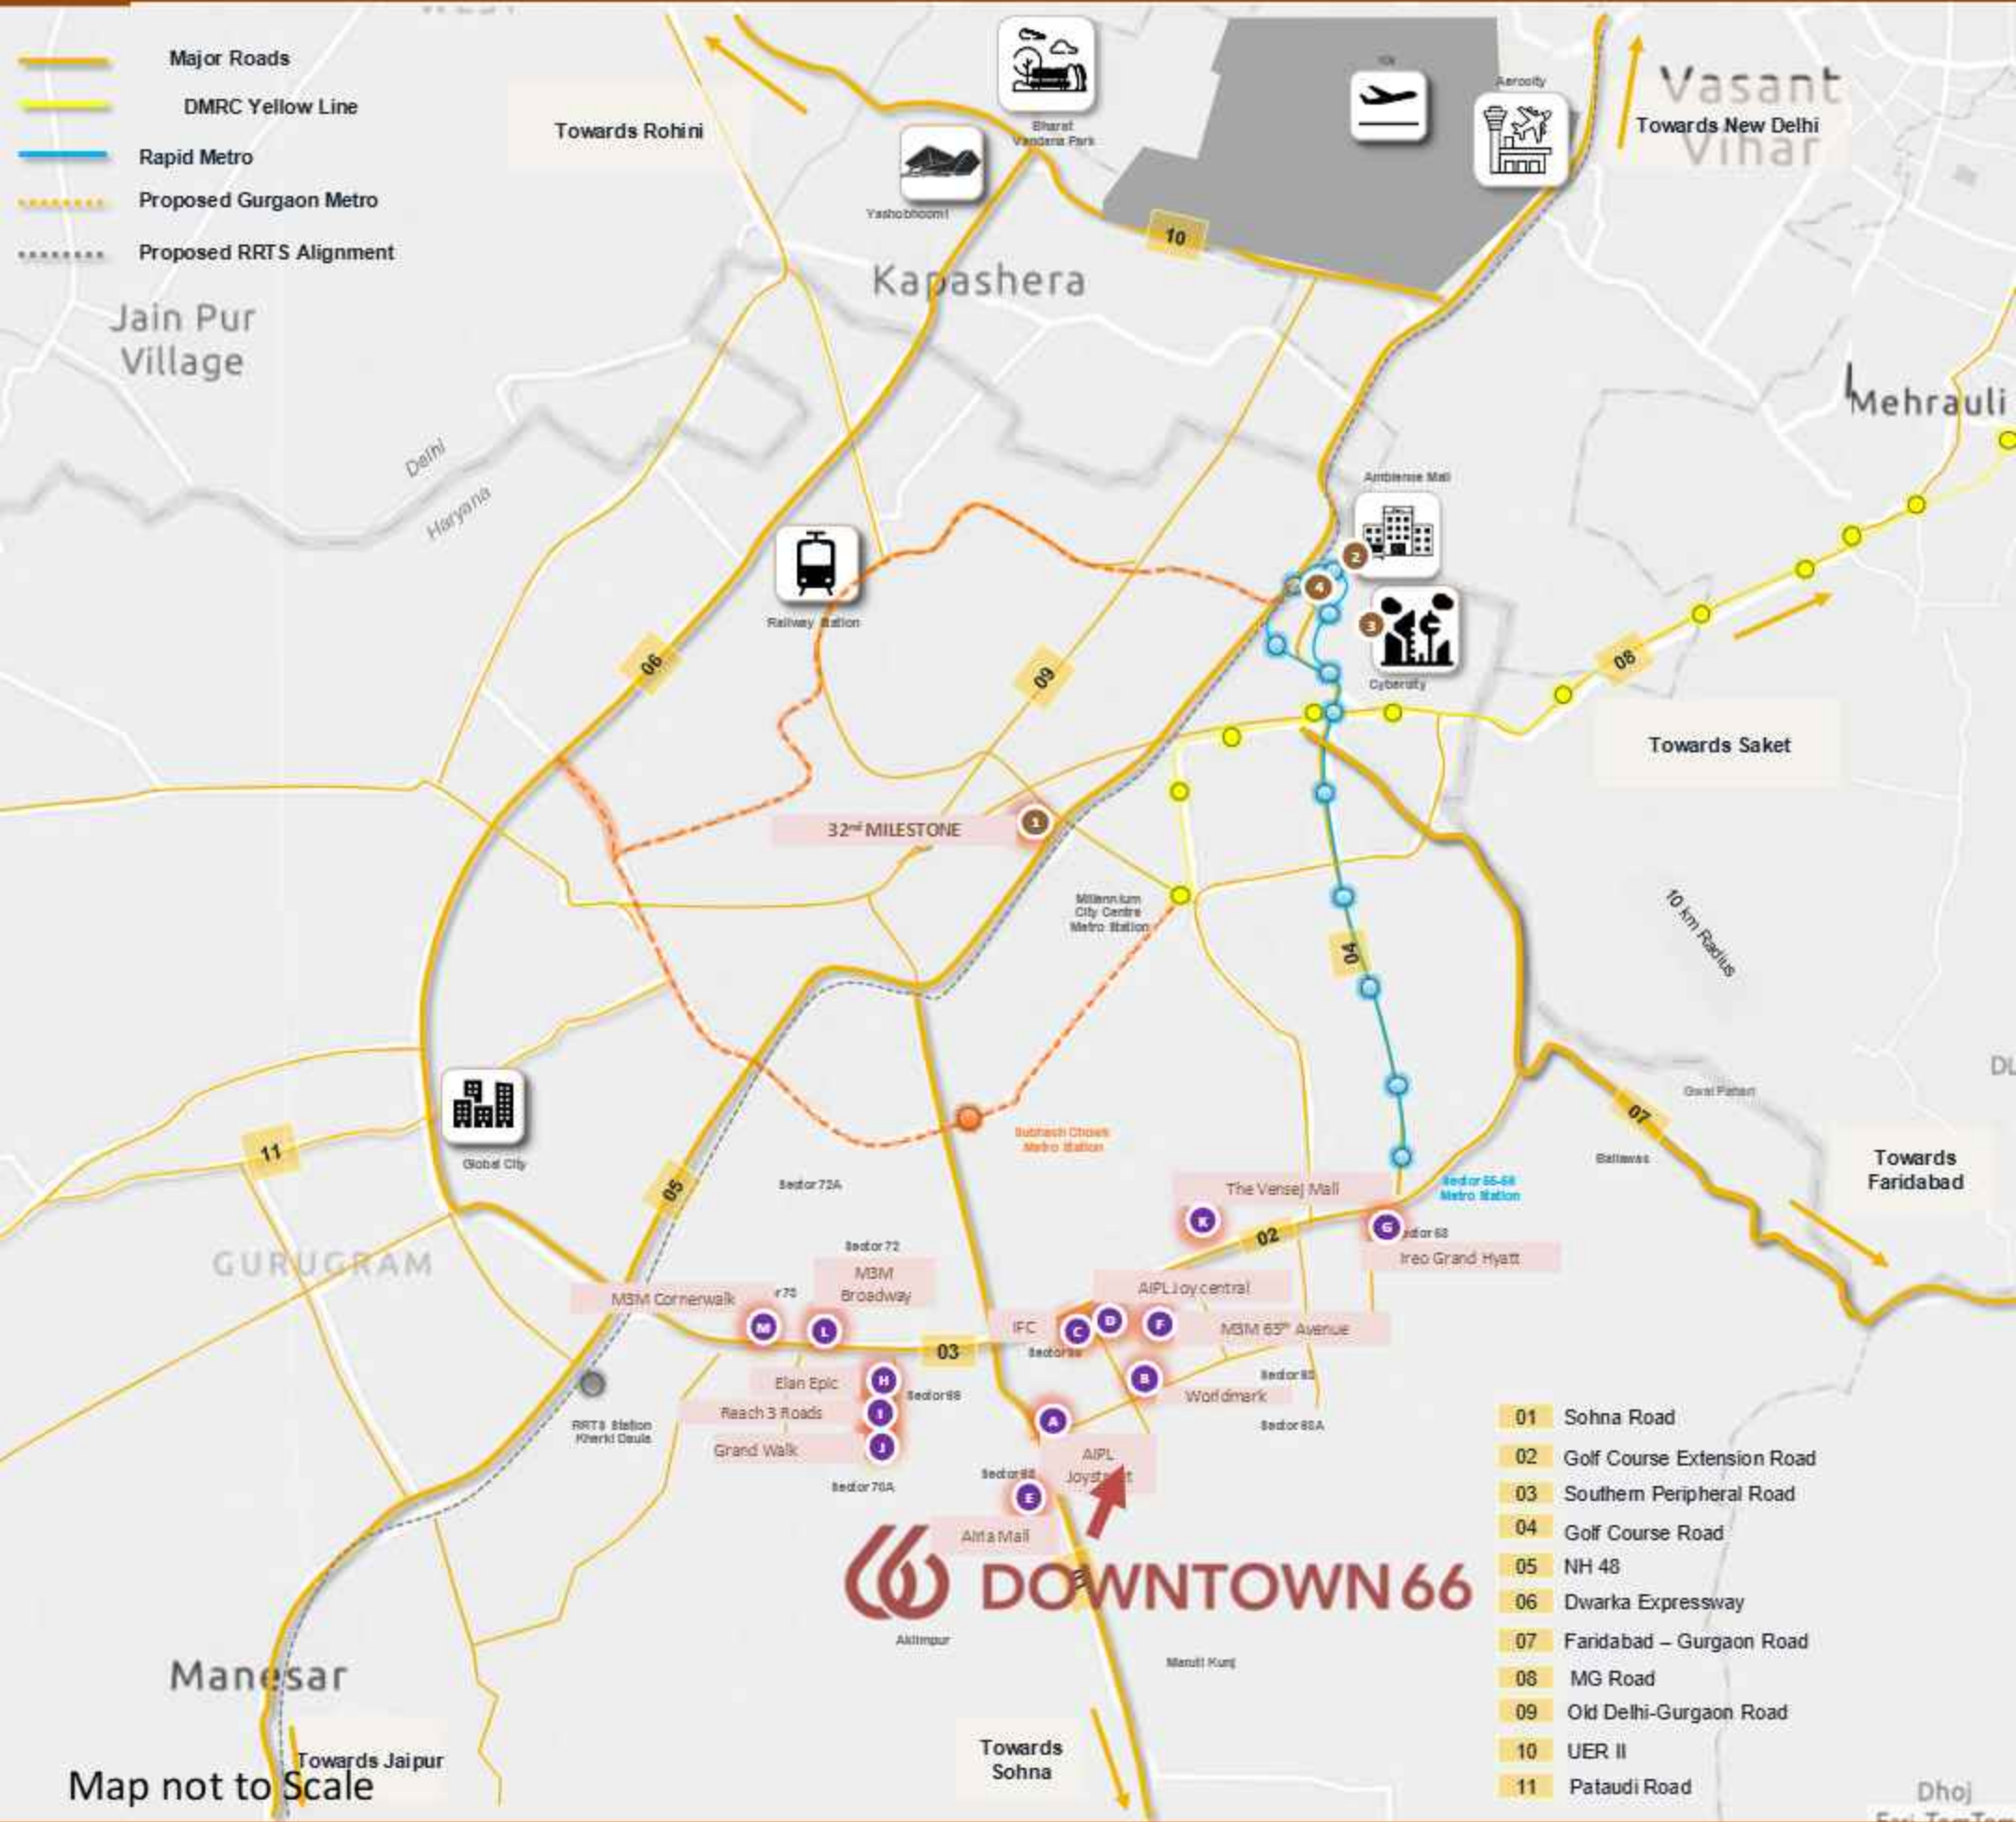 Major Roads
DMRC Yellow Line
Rapid Metro
Proposed Gurgaon Metro
Proposed RRTS Alignment
Towards Rohini
Bharat
Vandana Park
Yashobhoomi
Aerocity
Vasant
Vihar
Towards New Delhi
10
Kapashera
Jain Pur
Village
Mehrauli
Delhi
Haryana
Ambience Mall
2
4
3
Cybercity
Railway Station
06
09
08
Towards Saket
32nd MILESTONE
1
Millennium
City Centre
Metro Station
04
10 km Radius
Global City
11
05
Subhash Chowk
Metro Station
Gwal Pahari
07
Baliawas
Towards
Faridabad
DL
GURUGRAM
Sector 72A
Sector 72
The Vensej Mall
K
02
G
Metro Station
Ireo Grand Hyatt
M3M Cornerwalk
M3M
Broadway
M
L
03
AIPL Joy central
IFC
C
D
F
M3M 65th Avenue
B
Worldmark
Elan Epic
H
Reach 3 Roads
I
Grand Walk
J
Sector 70A
RRTS Station
Kherki Daula
A
AIPL
E
Airia Mall
66 DOWNTOWN 66
Aklimpur
Maruti Kunj
Manesar
Towards Jaipur
Map not to Scale
Towards
Sohna
01 Sohna Road
02 Golf Course Extension Road
03 Southern Peripheral Road
04 Golf Course Road
05 NH 48
06 Dwarka Expressway
07 Faridabad – Gurgaon Road
08 MG Road
09 Old Delhi-Gurgaon Road
10 UER II
11 Pataudi Road
Dhoj